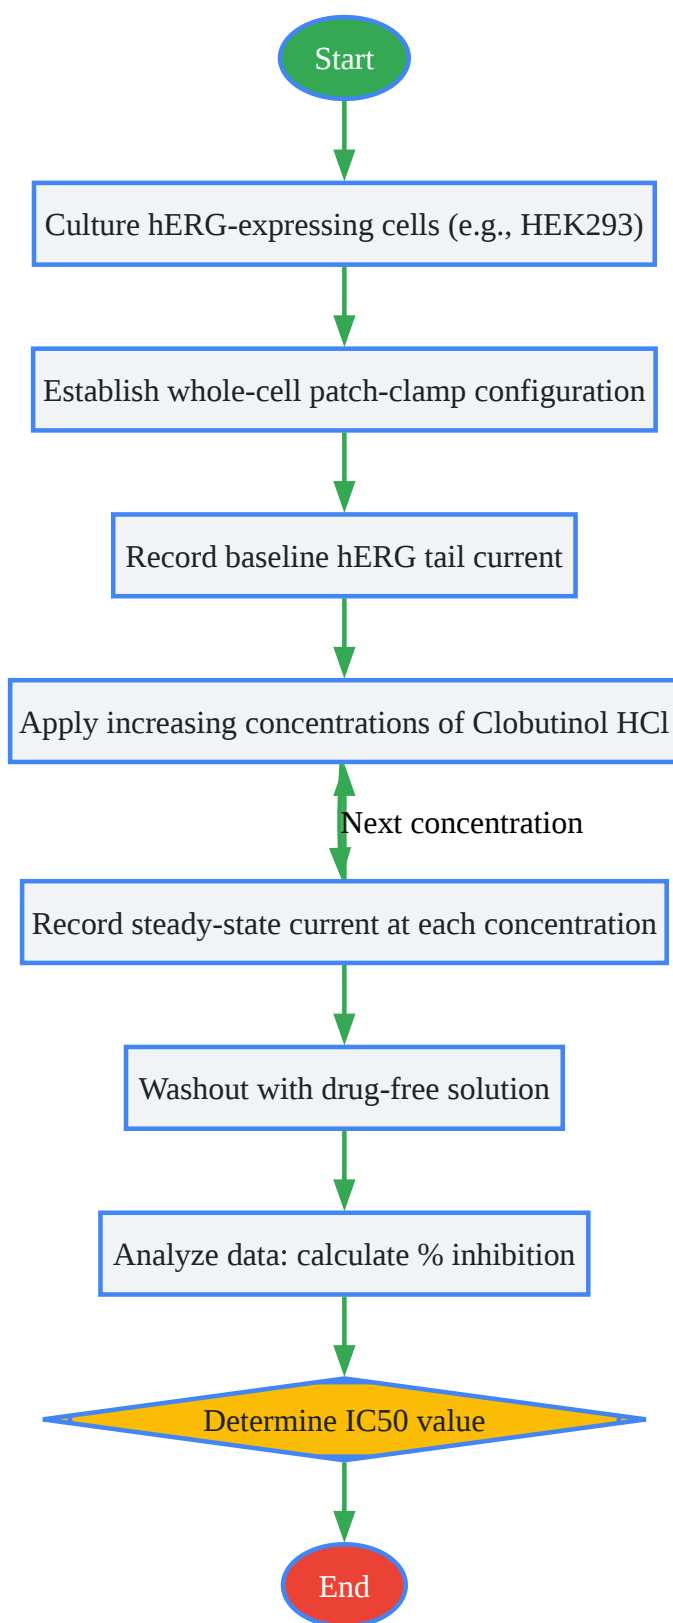 Start
Culture hERG-expressing cells (e.g., HEK293)
Establish whole-cell patch-clamp configuration
Record baseline hERG tail current
Apply increasing concentrations of Clobutinol HCl
Next concentration
Record steady-state current at each concentration
Washout with drug-free solution
Analyze data: calculate % inhibition
Determine IC50 value
End